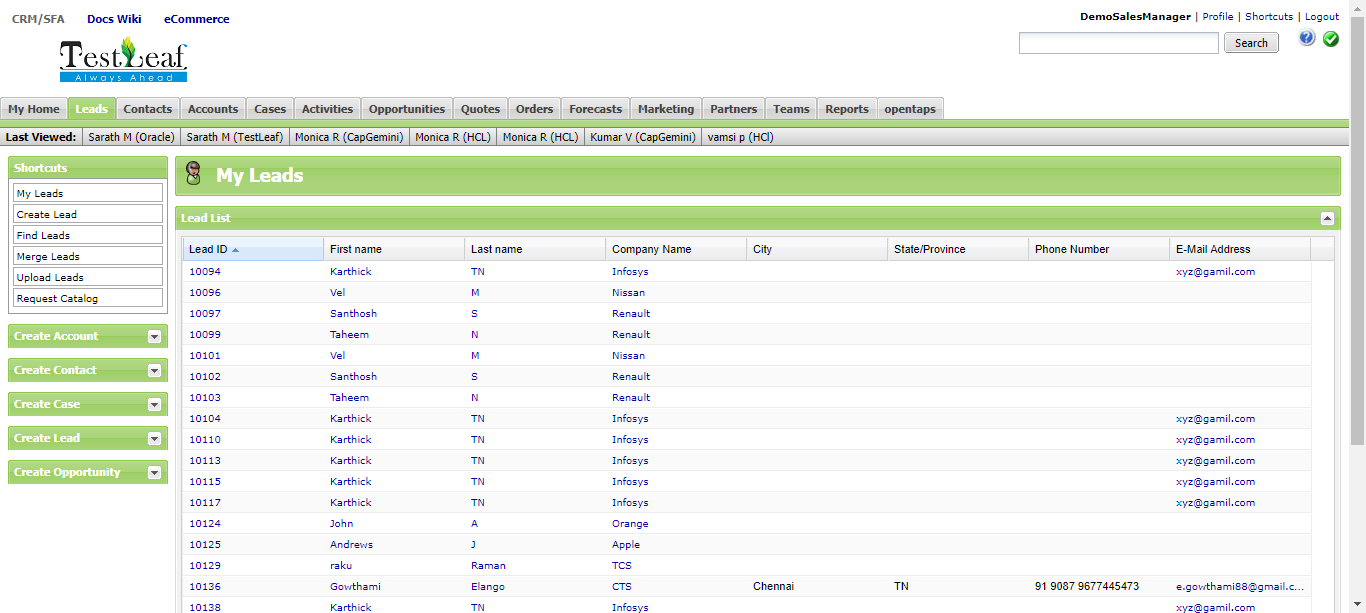 CRM/SFA Docs Wiki eCommerce
DemoSalesManager | Profile | Shortcuts | Logout
TestLeaf
Always Ahead
Search
My Home Leads Contacts Accounts Cases Activities Opportunities Quotes Orders Forecasts Marketing Partners Teams Reports opentaps
Last Viewed: Sarath M (Oracle) Sarath M (TestLeaf) Monica R (CapGemini) Monica R (HCL) Monica R (HCL) Kumar V (CapGemini) vamsi p (HCl)
Shortcuts
My Leads
Create Lead
Find Leads
Merge Leads
Upload Leads
Request Catalog
Create Account
Create Contact
Create Case
Create Lead
Create Opportunity
My Leads
Lead List
Lead ID First name Last name Company Name City State/Province Phone Number E-Mail Address
10094 Karthick TN Infosys xyz@gamil.com
10096 Vel M Nissan
10097 Santhosh S Renault
10099 Taheem N Renault
10101 Vel M Nissan
10102 Santhosh S Renault
10103 Taheem N Renault
10104 Karthick TN Infosys xyz@gamil.com
10110 Karthick TN Infosys xyz@gamil.com
10113 Karthick TN Infosys xyz@gamil.com
10115 Karthick TN Infosys xyz@gamil.com
10117 Karthick TN Infosys xyz@gamil.com
10124 John A Orange
10125 Andrews J Apple
10129 raku Raman TCS
10136 Gowthami Elango CTS Chennai TN 91 9087 9677445473 e.gowthami88@gmail.c...
10138 Karthick TN Infosys xyz@gamil.com